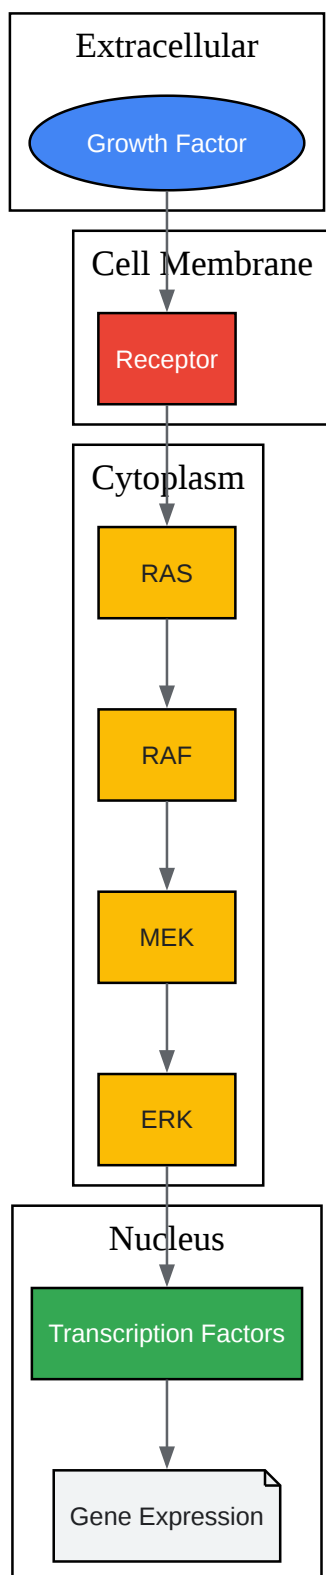 Extracellular
Growth Factor
Cell Membrane
Receptor
Cytoplasm
RAS
RAF
MEK
ERK
Nucleus
Transcription Factors
Gene Expression